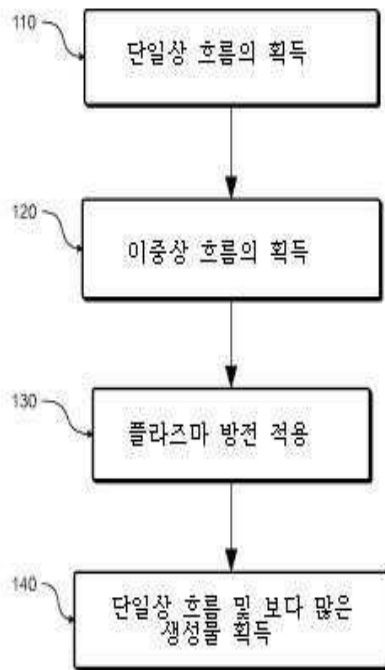 110
단일상 흐름의 획득
120
이중상 흐름의 획득
130
플라즈마 방전 적용
140
단일상 흐름 및 보다 많은
생성물 획득